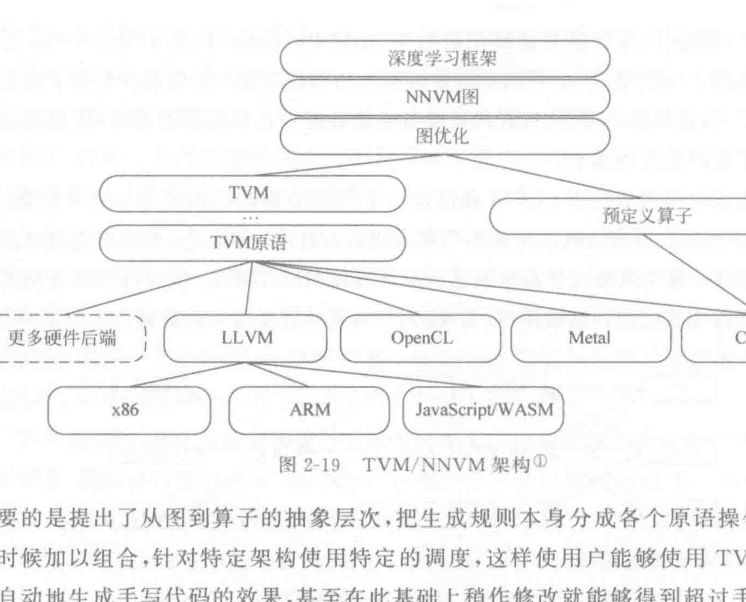 深度学习框架
NNVM图
图优化
TVM
...
TVM原语
预定义算子
更多硬件后端
LLVM
OpenCL
Metal
C
x86
ARM
JavaScript/WASM
图 2-19 TVM/NNVM 架构①
要的是提出了从图到算子的抽象层次,把生成规则本身分成各个原语操
时候加以组合,针对特定架构使用特定的调度,这样使用户能够使用 TV
自动地生成手写代码的效果,甚至在此基础上稍作修改就能够得到超过手